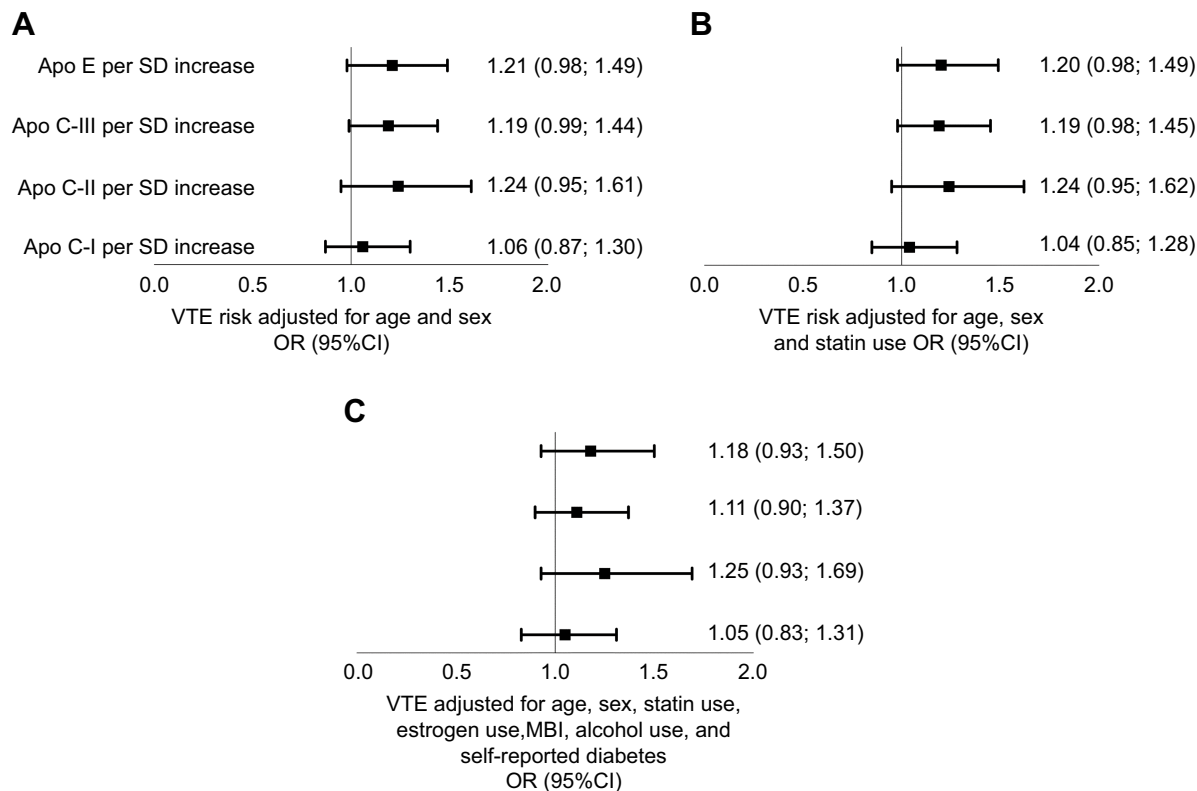 A
Apo E per SD increase
1.21 (0.98; 1.49)
Apo C-III per SD increase
1.19 (0.99; 1.44)
Apo C-II per SD increase
1.24 (0.95; 1.61)
Apo C-I per SD increase
1.06 (0.87; 1.30)
0.0 0.5 1.0 1.5 2.0
VTE risk adjusted for age and sex
OR (95%CI)
B
1.20 (0.98; 1.49)
1.19 (0.98; 1.45)
1.24 (0.95; 1.62)
1.04 (0.85; 1.28)
0.0 0.5 1.0 1.5 2.0
VTE risk adjusted for age, sex
and statin use OR (95%CI)
C
1.18 (0.93; 1.50)
1.11 (0.90; 1.37)
1.25 (0.93; 1.69)
1.05 (0.83; 1.31)
0.0 0.5 1.0 1.5 2.0
VTE adjusted for age, sex, statin use,
estrogen use,MBI, alcohol use, and
self-reported diabetes
OR (95%CI)